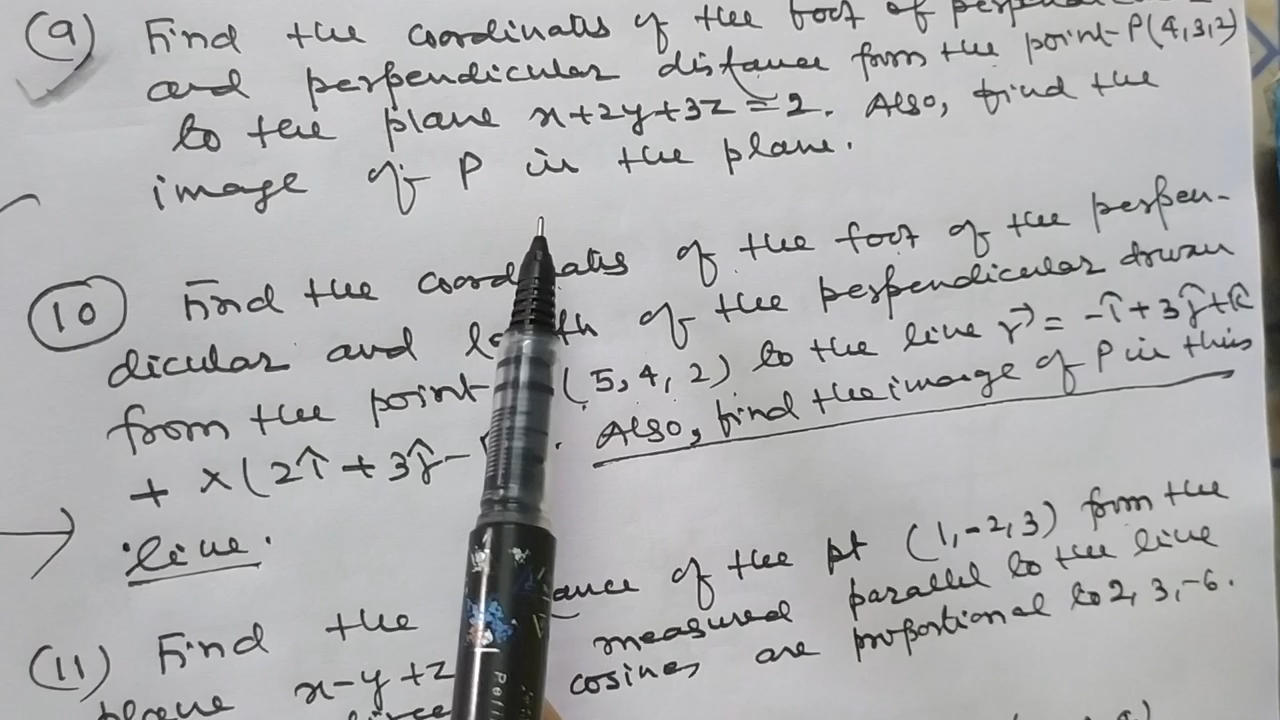 (9) Find the coordinates of the foot of
and perpendicular distance from the point P(4,3,2)
to the plane x+2y+3z=2. Also, find the
image of P in the plane.
(10) Find the of the foot of the perpen-
dicular and of the perpendicular drawn
from the point (5,4,2) to the line r⃗ = -î+3ĵ+k̂
+ λ(2î+3ĵ- . Also, find the image of P in this
line.
(11) Find the of the pt (1,-2,3) from the
plane x-y+z measured parallel to the line
cosines are proportional to 2,3,-6.